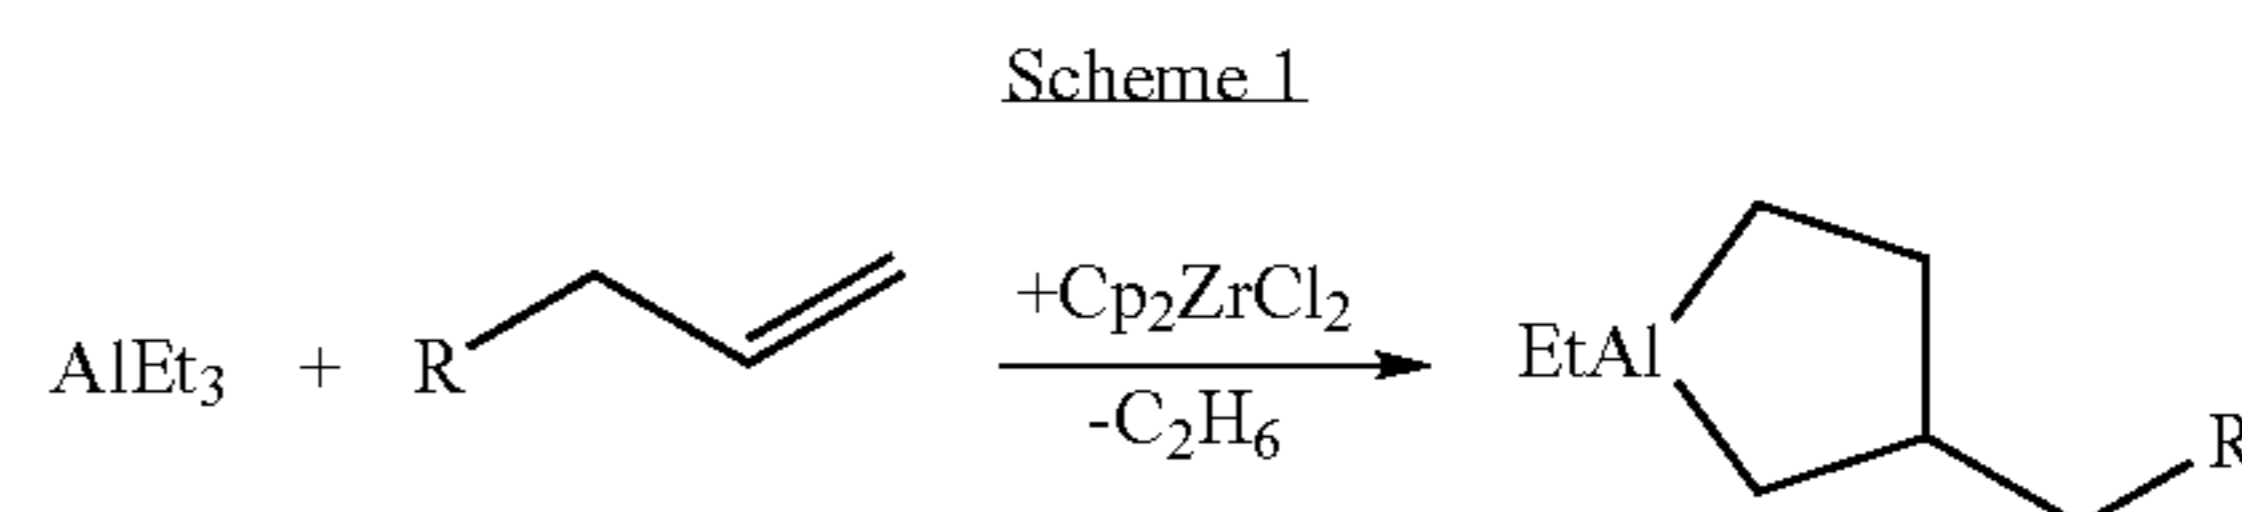 Scheme 1
+Cp2ZrCl2
AlEt3 + R
-C2H6
EtAl
R